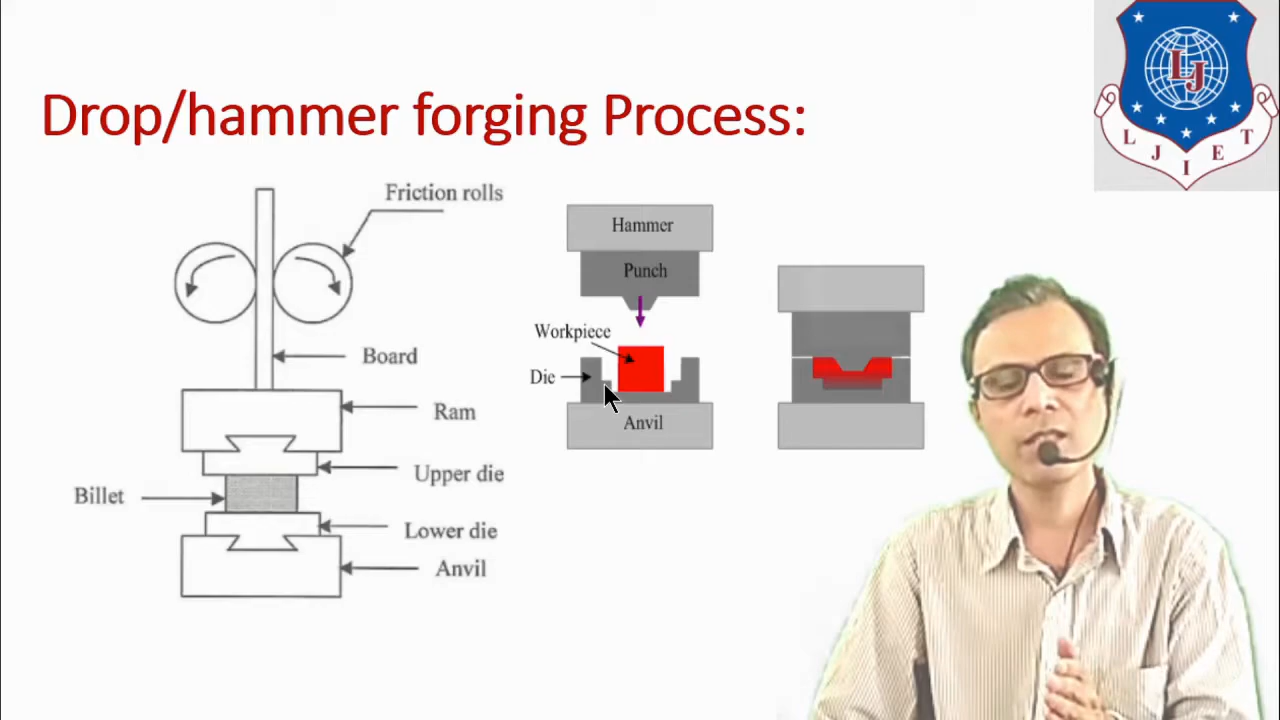 Drop/hammer forging Process:
LJ
L J I E T
Friction rolls
Board
Ram
Upper die
Billet
Lower die
Anvil
Hammer
Punch
Workpiece
Die
Anvil